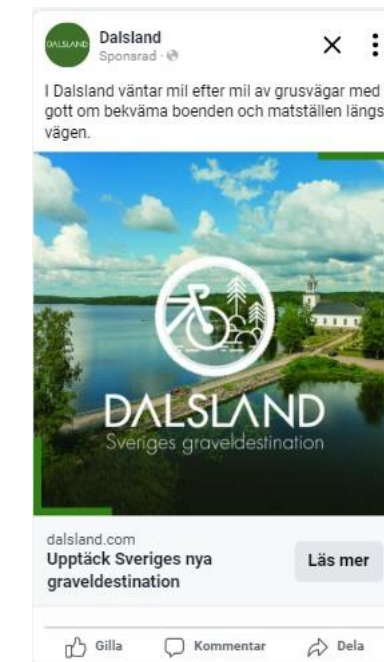 DALSLAND
Dalsland
Sponsrad ·
I Dalsland väntar mil efter mil av grusvägar med
gott om bekväma boenden och matställen längs
vägen.
DALSLAND
Sveriges graveldestination
dalsland.com
Upptäck Sveriges nya
graveldestination
Läs mer
Gilla
Kommentar
Dela